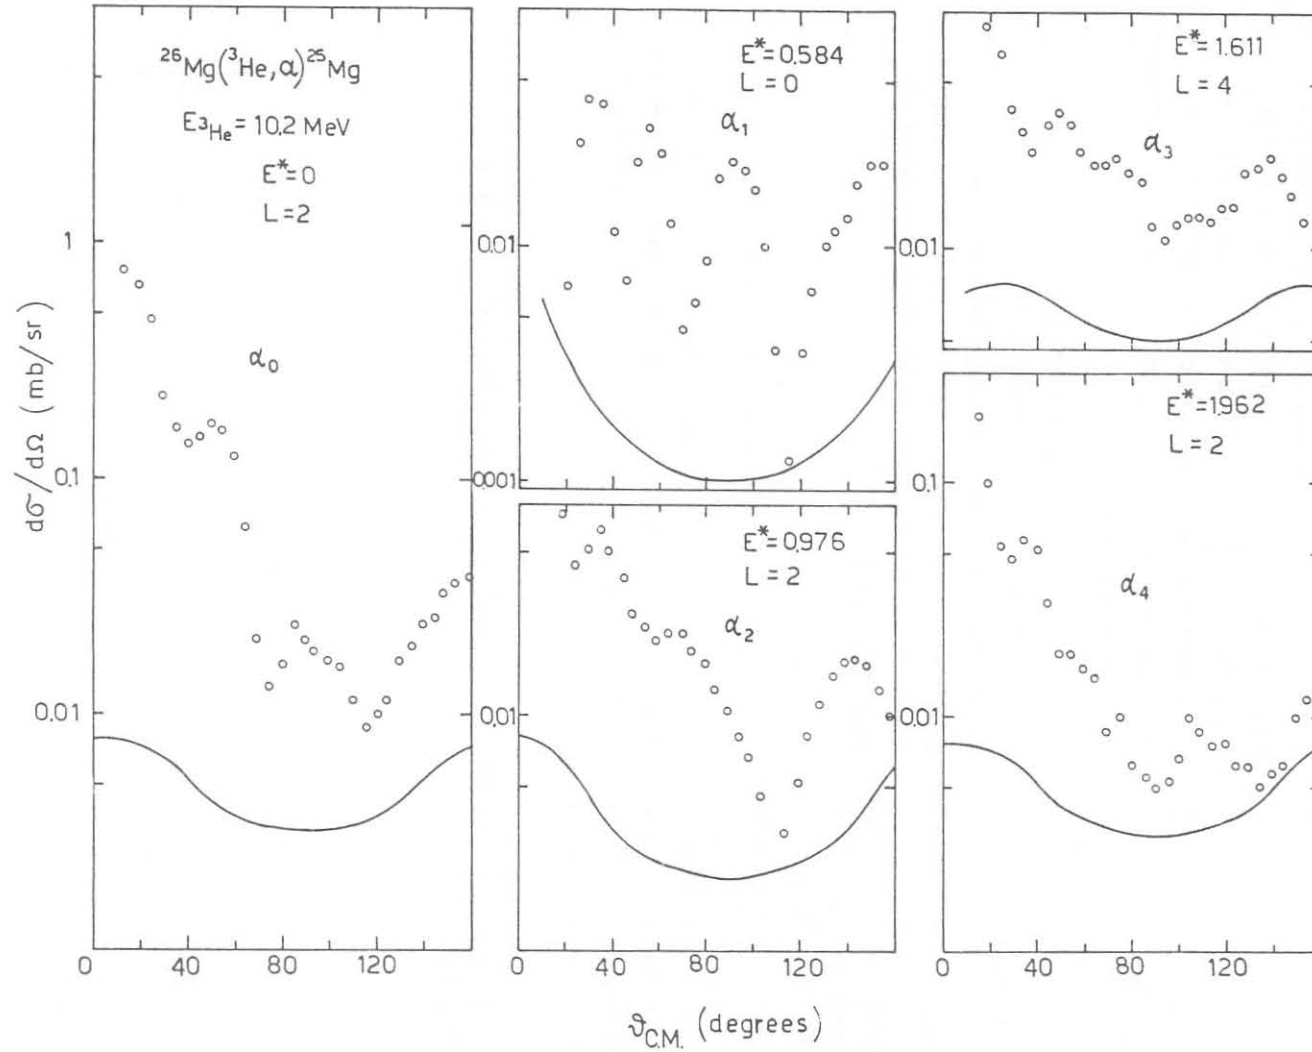 ²⁶Mg(³He,α)²⁵Mg
E³He = 10.2 MeV
E*=0
L=2
α₀
dσ/dΩ (mb/sr)
1
0.1
0.01
0 40 80 120
E*=0.584
L=0
α₁
0.01
0.001
E*=0.976
L=2
α₂
0.01
0 40 80 120
E*=1.611
L=4
α₃
0.01
E*=1.962
L=2
α₄
0.1
0.01
0 40 80 120
ϑC.M. (degrees)